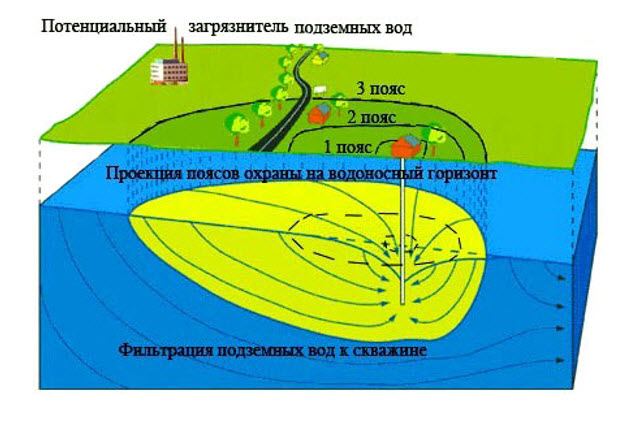 Потенциальный загрязнитель подземных вод
3 пояс
2 пояс
1 пояс
Проекция поясов охраны на водоносный горизонт
Фильтрация подземных вод к скважине